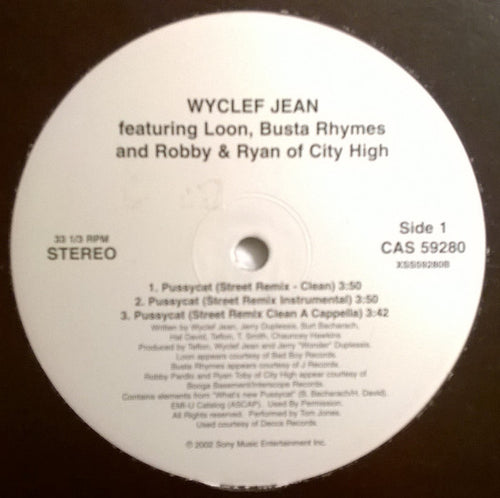 WYCLEF JEAN
featuring Loon, Busta Rhymes
and Robby & Ryan of City High
33 1/3 RPM
STEREO
Side 1
CAS 59280
XSS59280B
1. Pussycat (Street Remix - Clean) 3:50
2. Pussycat (Street Remix Instrumental) 3:50
3. Pussycat (Street Remix Clean A Cappella) 3:42
Written by Wyclef Jean, Jerry Duplessis, Burt Bacharach,
Hal David, Teflon, T. Smith, Chauncey Hawkins
Produced by Teflon, Wyclef Jean and Jerry "Wonder" Duplessis.
Loon appears courtesy of Bad Boy Records.
Busta Rhymes appears courtesy of J Records.
Robby Pardlo and Ryan Toby of City High appear courtesy of
Booga Basement/Interscope Records.
Contains elements from "What's new Pussycat" (B. Bacharach/H. David).
EMI-U Catalog (ASCAP). Used By Permission.
All Rights reserved. Performed by Tom Jones.
Used courtesy of Decca Records.
© 2002 Sony Music Entertainment Inc.